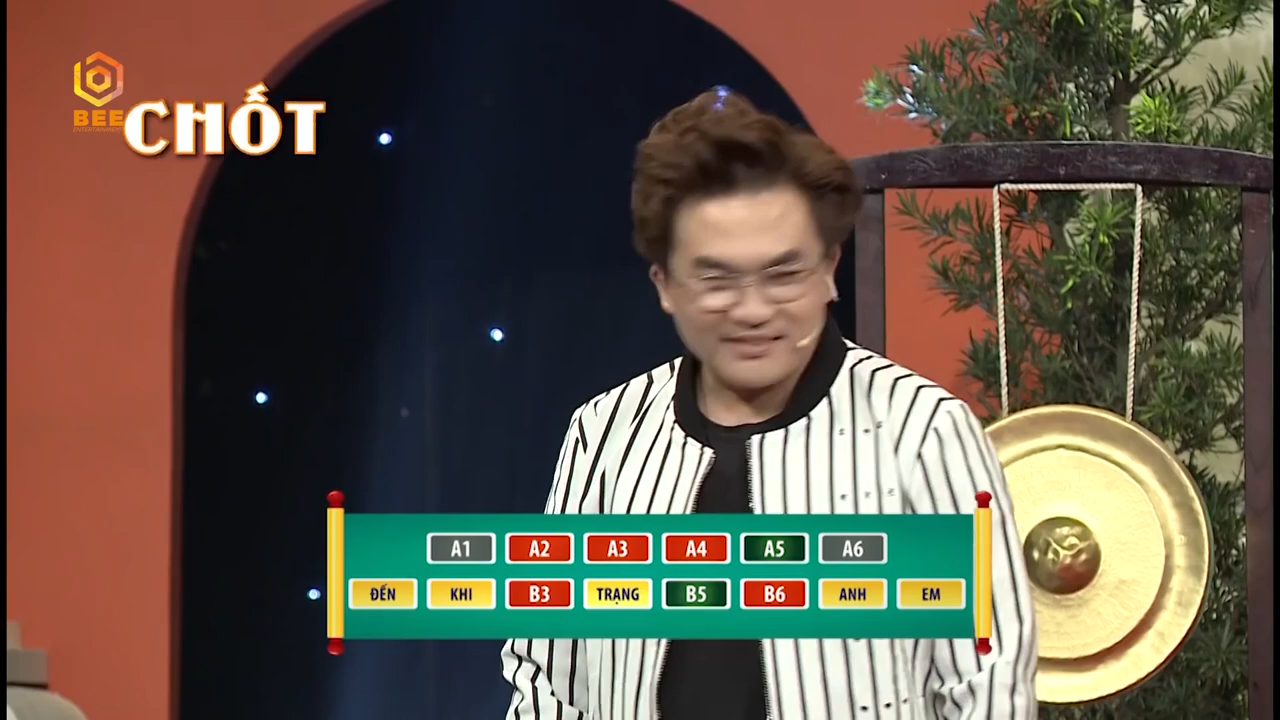 BEE
ENTERTAINMENT
CHỐT
A1 A2 A3 A4 A5 A6
ĐẾN KHI B3 TRẠNG B5 B6 ANH EM